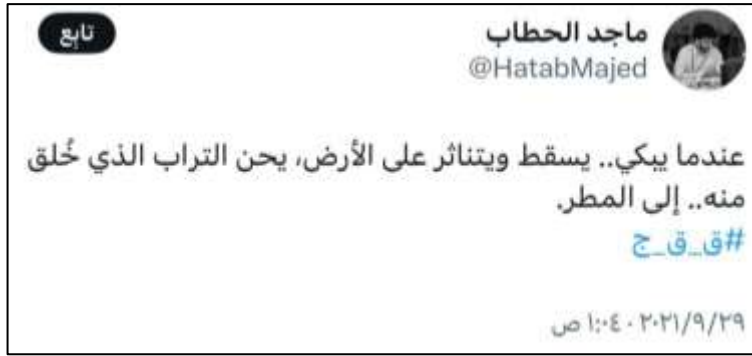 ماجد الحطاب
تابع
@HatabMajed
عندما يبكي.. يسقط ويتناثر على الأرض، يحن التراب الذي خُلق
منه.. إلى المطر.
#ق_ق_ج
٢٠٢١/٩/٢٩ · ١:٠٤ ص